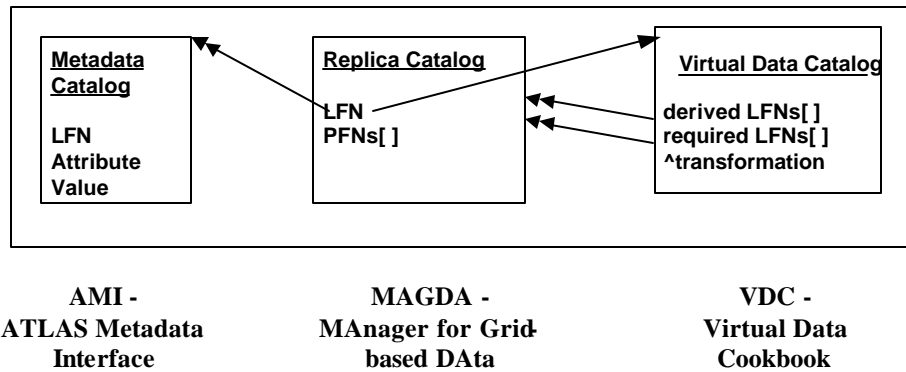 Metadata
Catalog
LFN
Attribute
Value
Replica Catalog
LFN
PFNs[ ]
Virtual Data Catalog
derived LFNs[ ]
required LFNs[ ]
^transformation
AMI -
ATLAS Metadata
Interface
MAGDA -
MAnager for Grid-
based DAta
VDC -
Virtual Data
Cookbook